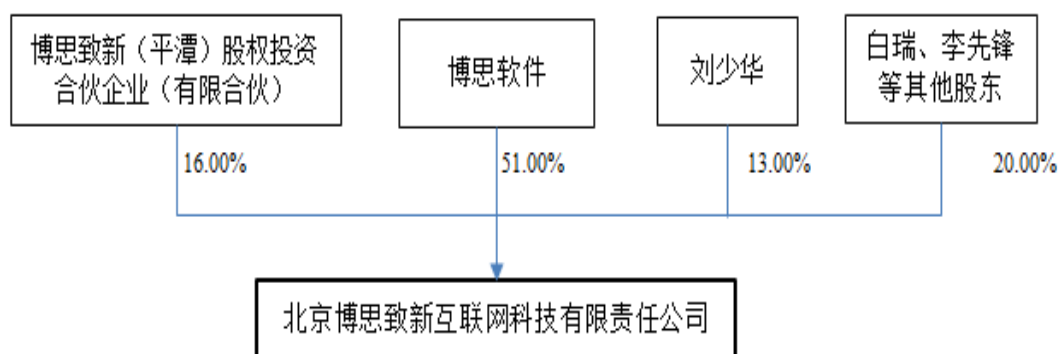 博思致新（平潭）股权投资
合伙企业（有限合伙）
博思软件
刘少华
白瑞、李先锋
等其他股东
16.00%
51.00%
13.00%
20.00%
北京博思致新互联网科技有限责任公司